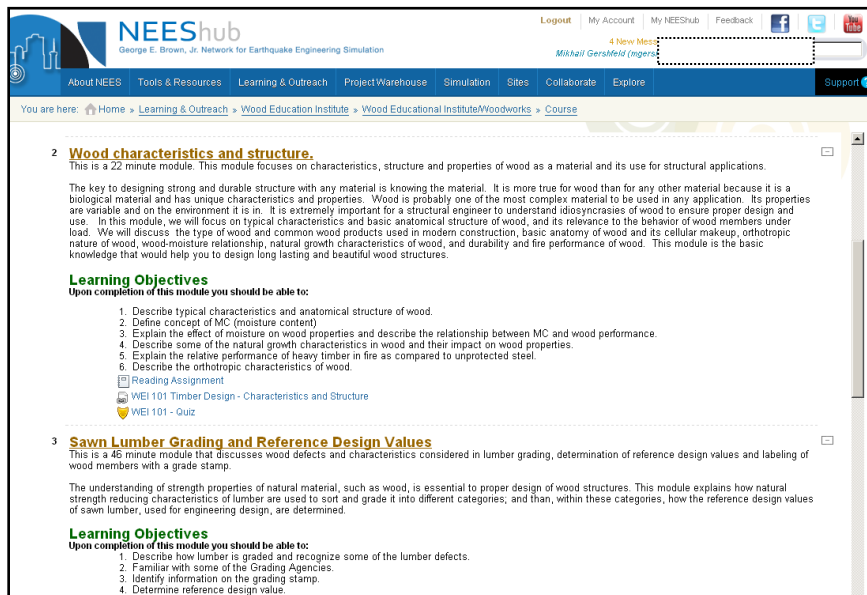 NEEShub
George E. Brown, Jr. Network for Earthquake Engineering Simulation
Logout My Account My NEEShub Feedback
You Tube
4 New Mess
Mikhail Gershfeld (mgers
About NEES Tools & Resources Learning & Outreach Project Warehouse Simulation Sites Collaborate Explore Support
You are here: Home » Learning & Outreach » Wood Education Institute » Wood Educational Institute/Woodworks » Course
2 Wood characteristics and structure.
This is a 22 minute module. This module focuses on characteristics, structure and properties of wood as a material and its use for structural applications.
The key to designing strong and durable structure with any material is knowing the material. It is more true for wood than for any other material because it is a
biological material and has unique characteristics and properties. Wood is probably one of the most complex material to be used in any application. Its properties
are variable and on the environment it is in. It is extremely important for a structural engineer to understand idiosyncrasies of wood to ensure proper design and
use. In this module, we will focus on typical characteristics and basic anatomical structure of wood, and its relevance to the behavior of wood members under
load. We will discuss the type of wood and common wood products used in modern construction, basic anatomy of wood and its cellular makeup, orthotropic
nature of wood, wood-moisture relationship, natural growth characteristics of wood, and durability and fire performance of wood. This module is the basic
knowledge that would help you to design long lasting and beautiful wood structures.
Learning Objectives
Upon completion of this module you should be able to:
1. Describe typical characteristics and anatomical structure of wood.
2. Define concept of MC (moisture content)
3. Explain the effect of moisture on wood properties and describe the relationship between MC and wood performance.
4. Describe some of the natural growth characteristics in wood and their impact on wood properties.
5. Explain the relative performance of heavy timber in fire as compared to unprotected steel.
6. Describe the orthotropic characteristics of wood.
Reading Assignment
WEI 101 Timber Design - Characteristics and Structure
WEI 101 - Quiz
3 Sawn Lumber Grading and Reference Design Values
This is a 46 minute module that discusses wood defects and characteristics considered in lumber grading, determination of reference design values and labeling of
wood members with a grade stamp.
The understanding of strength properties of natural material, such as wood, is essential to proper design of wood structures. This module explains how natural
strength reducing characteristics of lumber are used to sort and grade it into different categories; and than, within these categories, how the reference design values
of sawn lumber, used for engineering design, are determined.
Learning Objectives
Upon completion of this module you should be able to:
1. Describe how lumber is graded and recognize some of the lumber defects.
2. Familiar with some of the Grading Agencies.
3. Identify information on the grading stamp.
4. Determine reference design value.